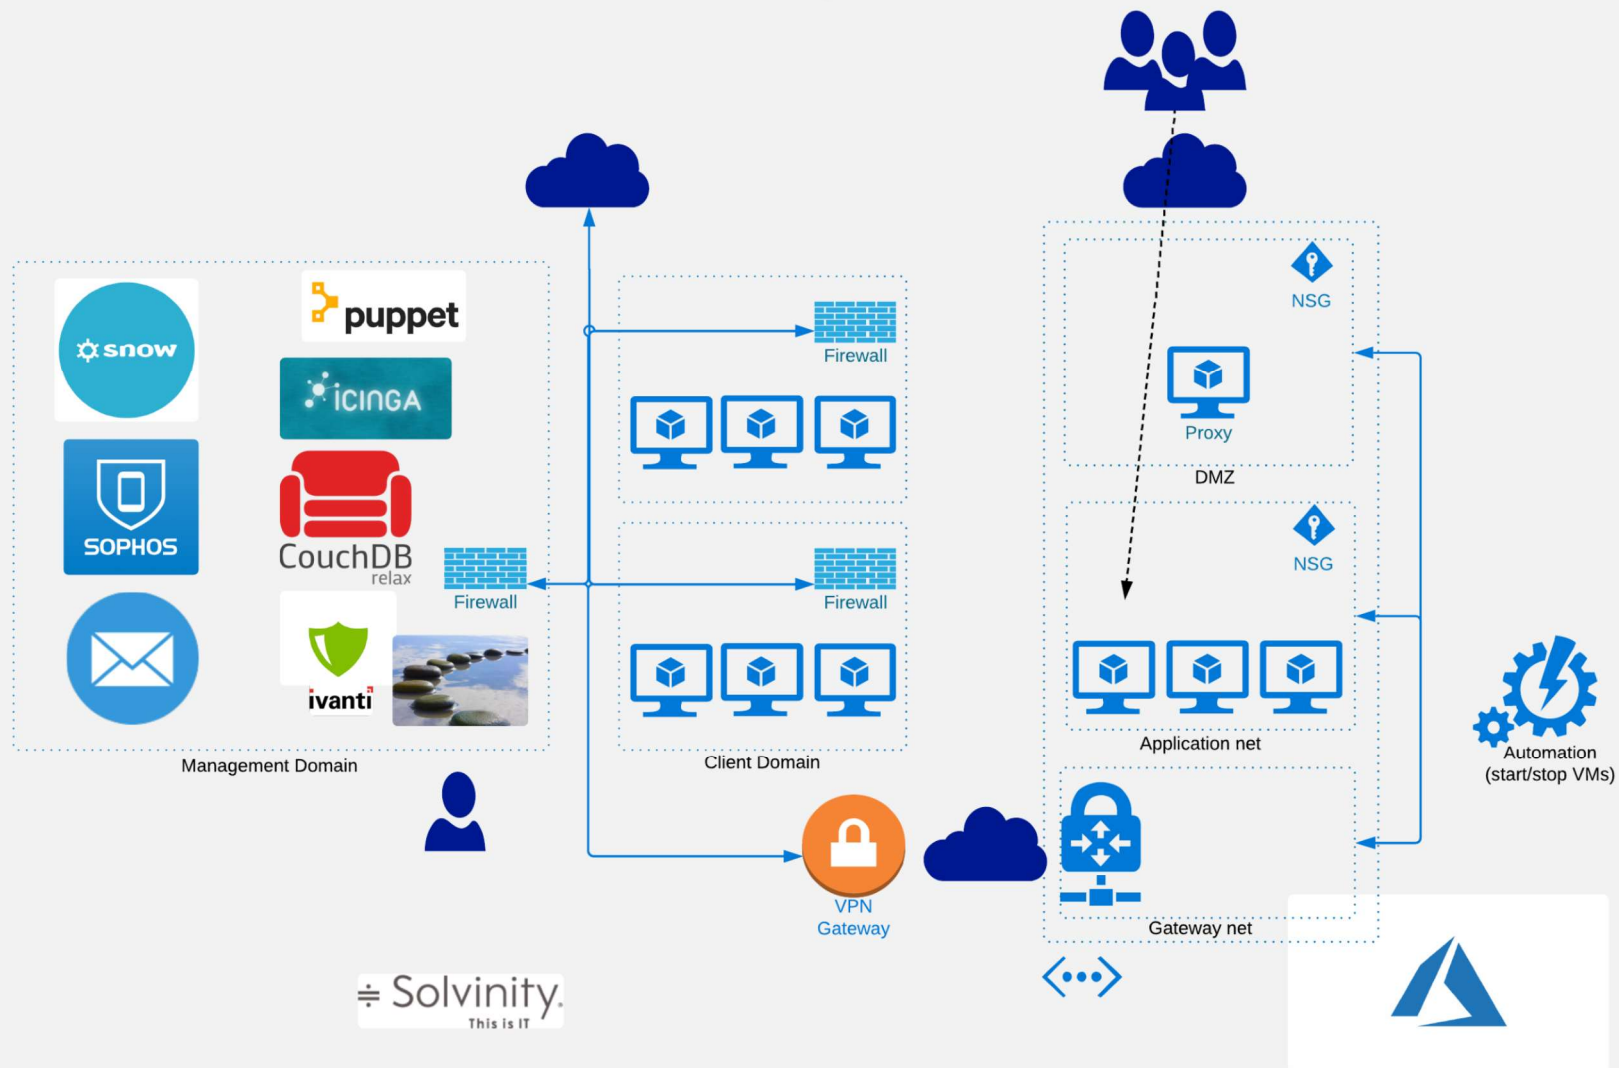 snow
puppet
ICINGA
SOPHOS
CouchDB
relax
ivanti
Firewall
Management Domain
Firewall
Firewall
Client Domain
VPN
Gateway
NSG
Proxy
DMZ
NSG
Application net
Gateway net
Automation
(start/stop VMs)
Solvinity.
This is IT